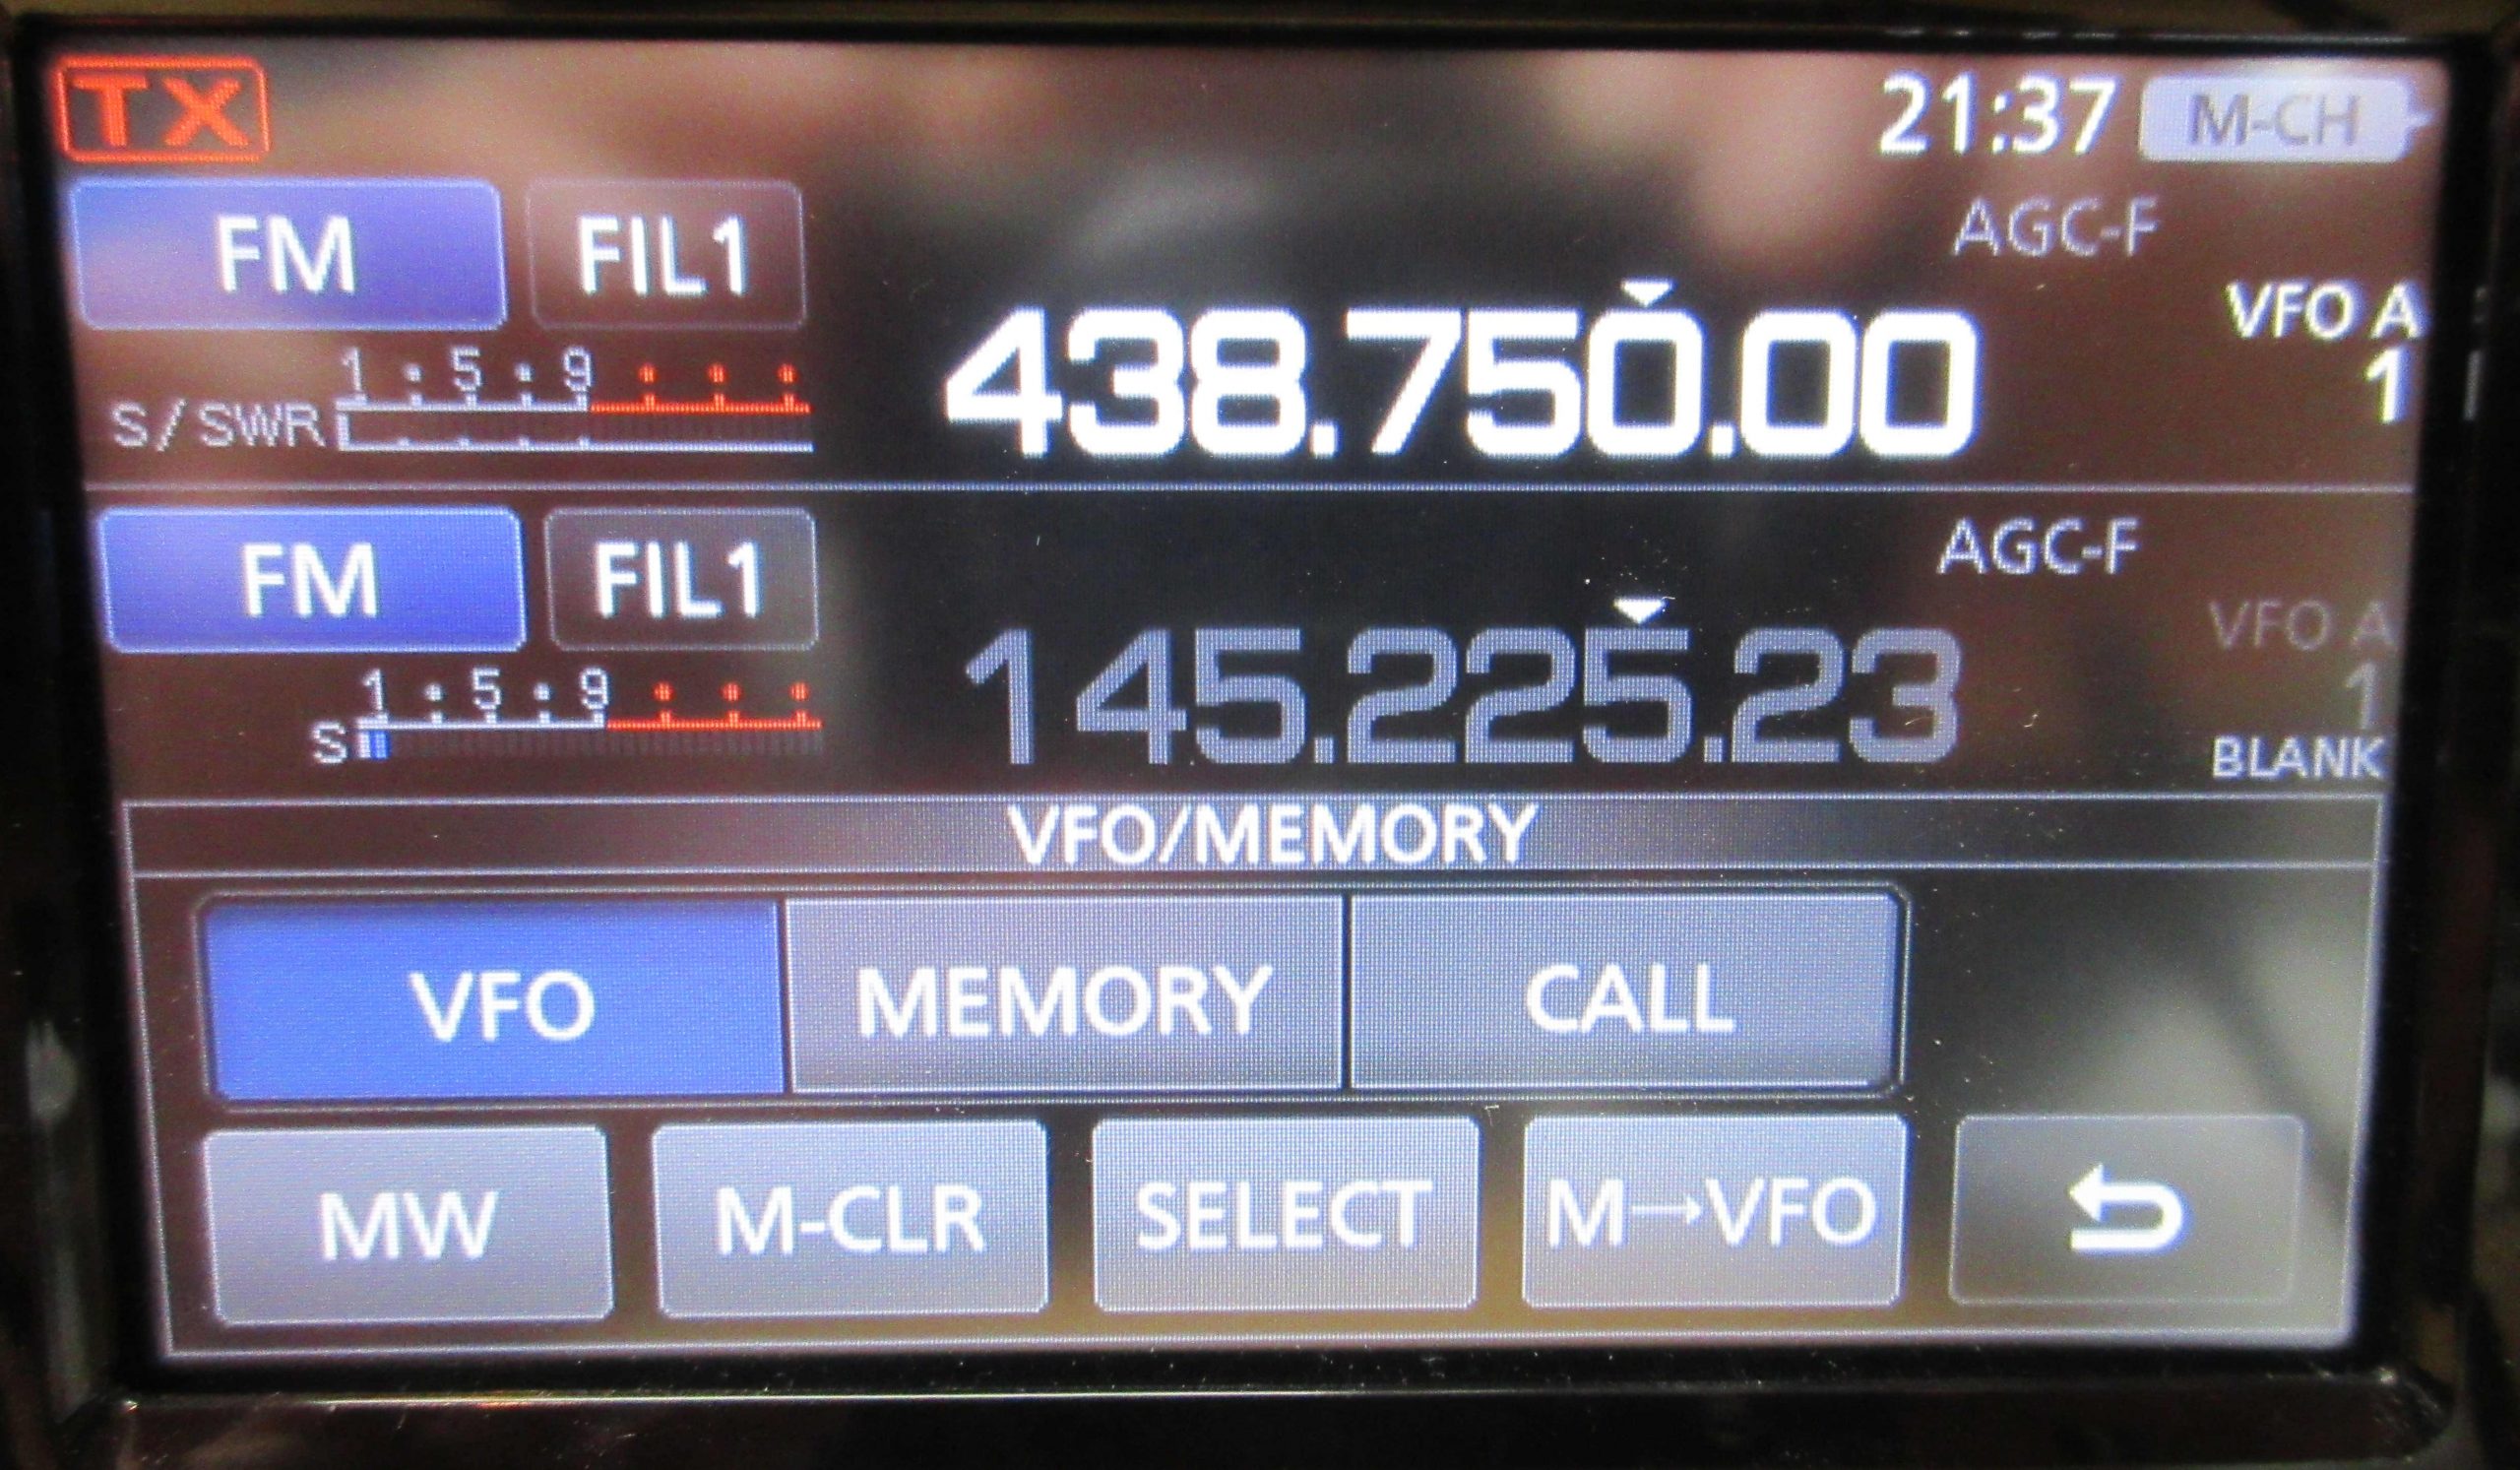 TX 21:37 M-CH
FM FIL1 AGC-F
VFO A
1 5 9 438.750.00 1
S/SWR
FM FIL1 AGC-F
VFO A
1 5 9 145.225.23 1
S BLANK
VFO/MEMORY
VFO MEMORY CALL
MW M-CLR SELECT M→VFO